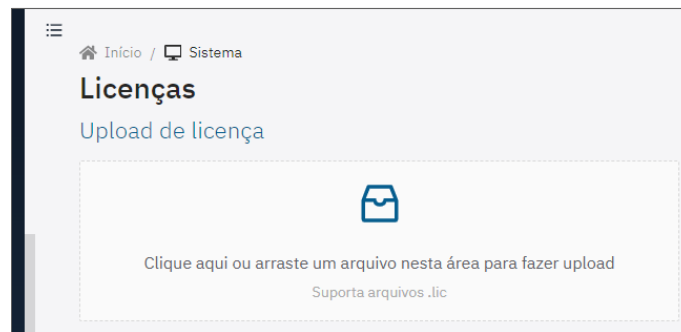 Início / Sistema
Licenças
Upload de licença
Clique aqui ou arraste um arquivo nesta área para fazer upload
Suporta arquivos .lic